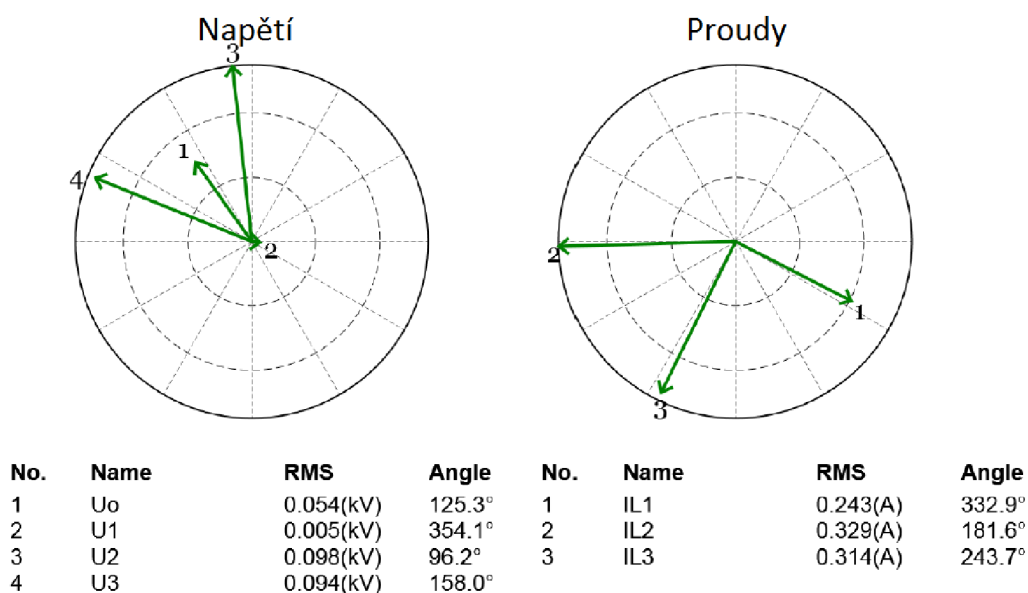 Napětí Proudy
3
1
4
2
2
1
3
No. Name RMS Angle No. Name RMS Angle
1 Uo 0.054(kV) 125.3° 1 IL1 0.243(A) 332.9°
2 U1 0.005(kV) 354.1° 2 IL2 0.329(A) 181.6°
3 U2 0.098(kV) 96.2° 3 IL3 0.314(A) 243.7°
4 U3 0.094(kV) 158.0°